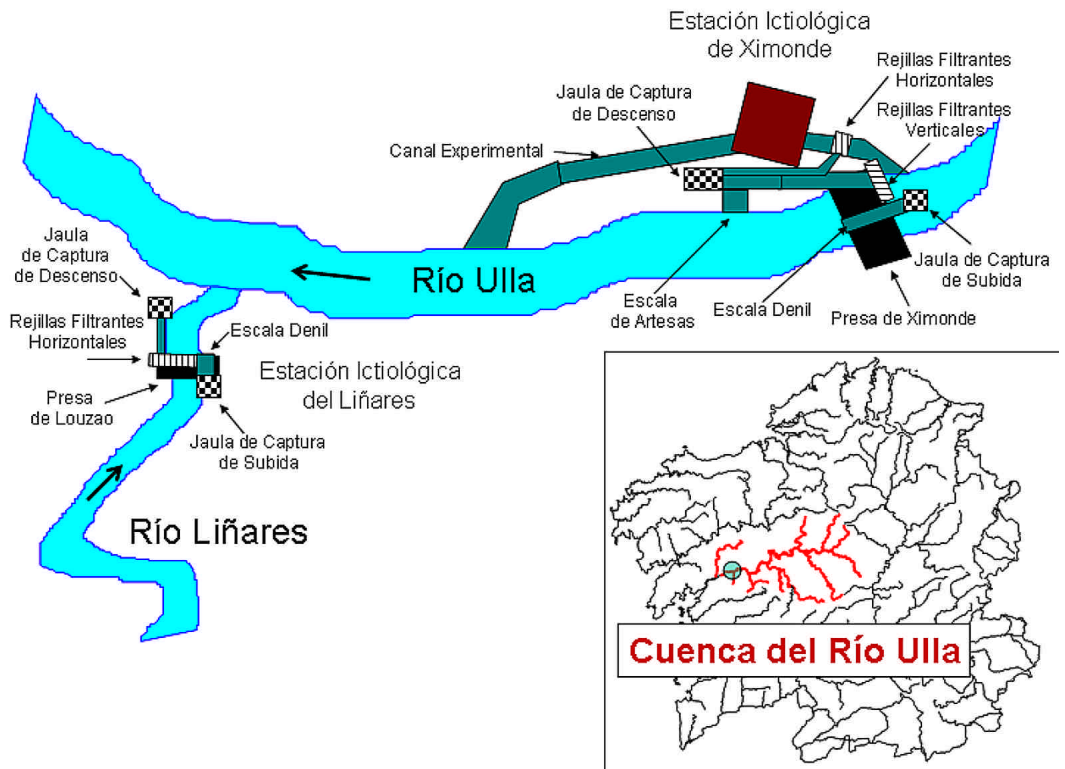 Estación Ictiológica
de Ximonde
Rejillas Filtrantes
Horizontales
Jaula de Captura
de Descenso
Rejillas Filtrantes
Verticales
Canal Experimental
Jaula
de Captura
de Descenso
Río Ulla
Jaula de Captura
de Subida
Escala
de Artesas
Escala Denil
Presa de Ximonde
Rejillas Filtrantes
Horizontales
Escala Denil
Estación Ictiológica
del Liñares
Presa
de Louzao
Jaula de Captura
de Subida
Río Liñares
Cuenca del Río Ulla